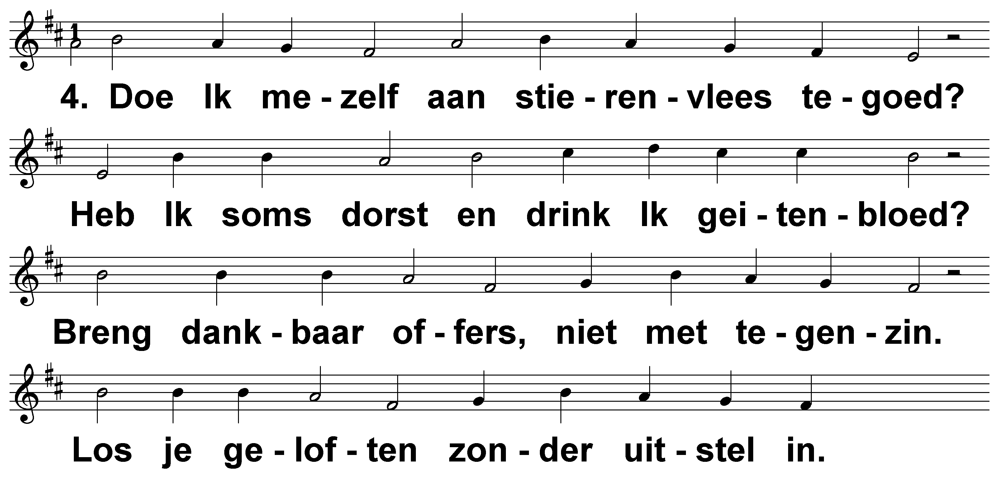 1
4. Doe Ik me - zelf aan stie - ren - vlees te - goed?
Heb Ik soms dorst en drink Ik gei - ten - bloed?
Breng dank - baar of - fers, niet met te - gen - zin.
Los je ge - lof - ten zon - der uit - stel in.